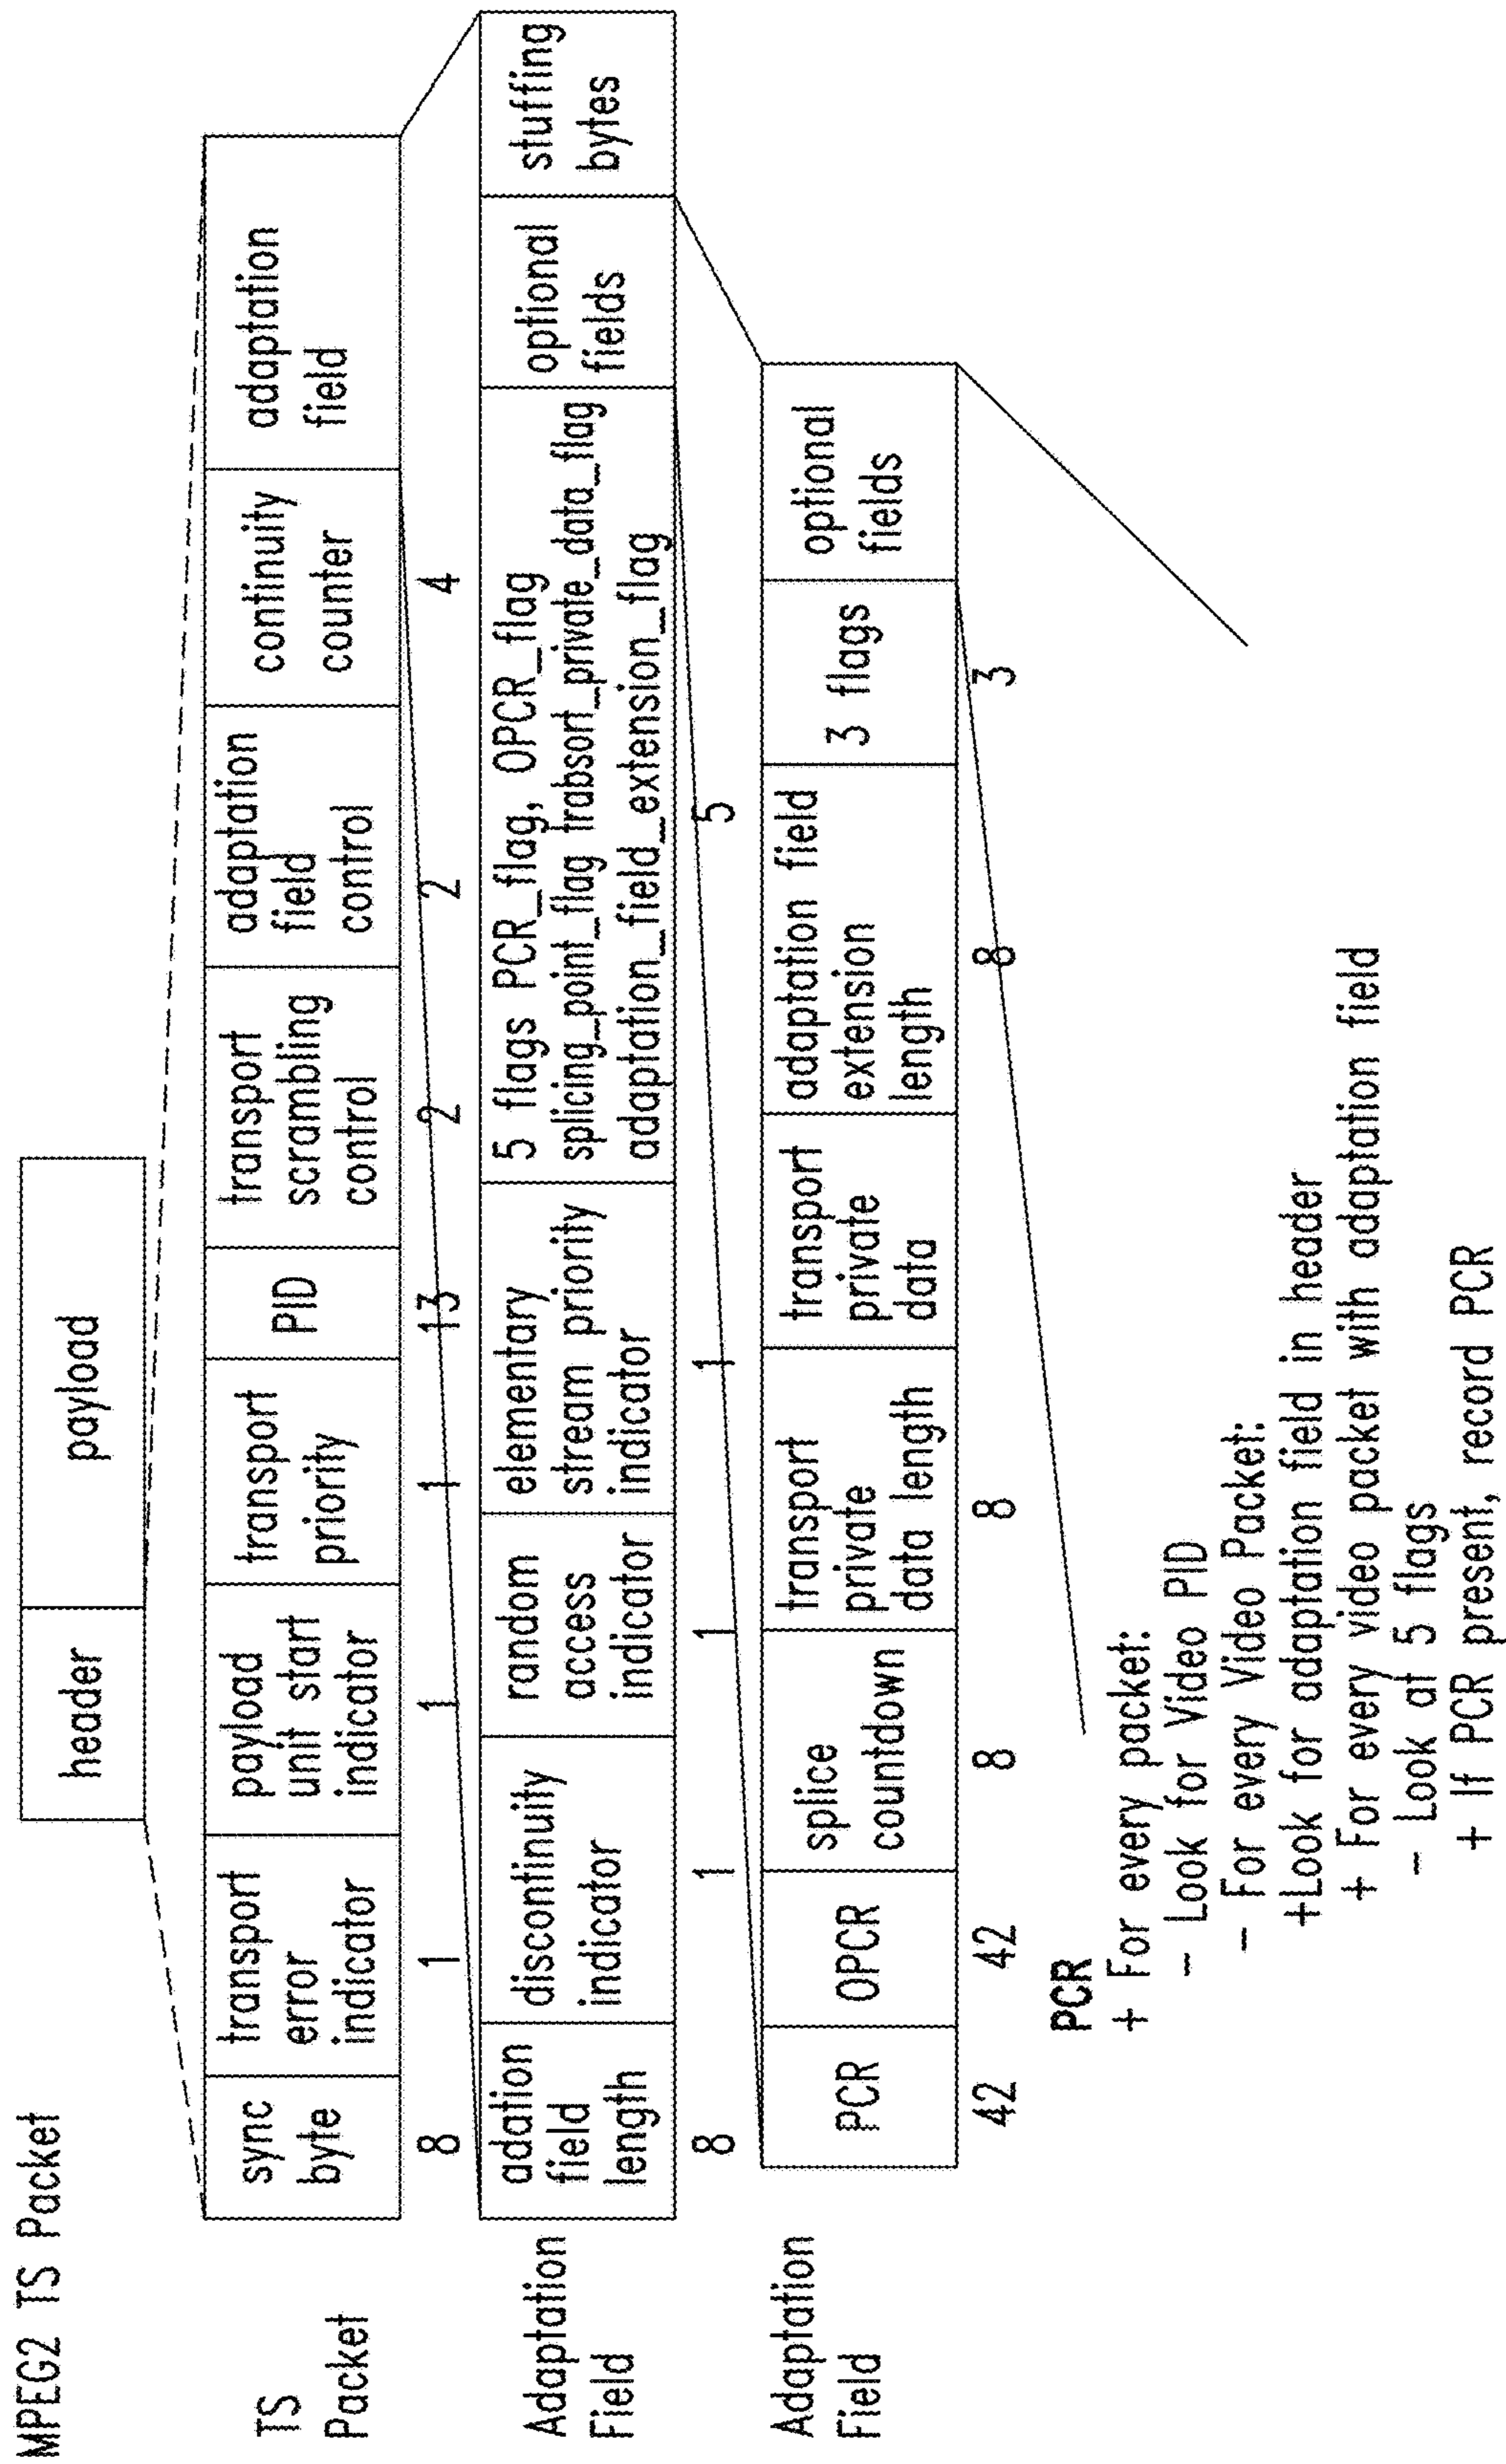 MPEG2 TS Packet
header
payload
TS
Packet
sync
byte
transport
error
indicator
payload
unit start
indicator
transport
priority
PID
transport
scrambling
control
adaptation
field
control
continuity
counter
adaptation
field
8
1
1
1
13
2
2
4
Adaptation
Field
adation
field
length
discontinuity
indicator
random
access
indicator
elementary
stream priority
indicator
5 flags PCR_flag, OPCR_flag
splicing_point_flag trabsort_private_data_flag
adaptation_field_extension_flag
optional
fields
stuffing
bytes
8
1
1
1
5
Adaptation
Field
PCR
OPCR
splice
countdown
transport
private
data length
transport
private
data
adaptation field
extension
length
3 flags
optional
fields
42
42
8
8
8
3
PCR
+ For every packet:
- Look for Video PID
- For every Video Packet:
+Look for adaptation field in header
+ For every video packet with adaptation field
- Look at 5 flags
+ If PCR present, record PCR